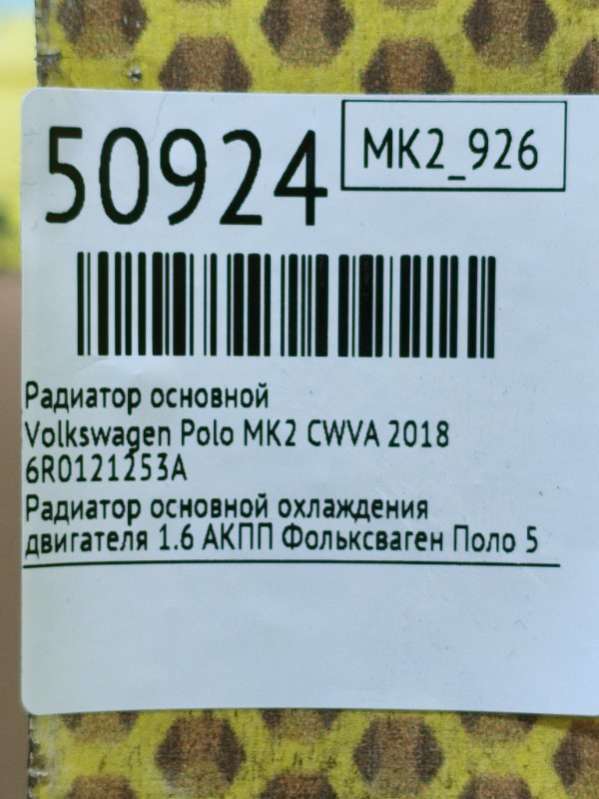 50924
MK2_926
Радиатор основной
Volkswagen Polo MK2 CWVA 2018
6R0121253A
Радиатор основной охлаждения
двигателя 1.6 АКПП Фольксваген Поло 5